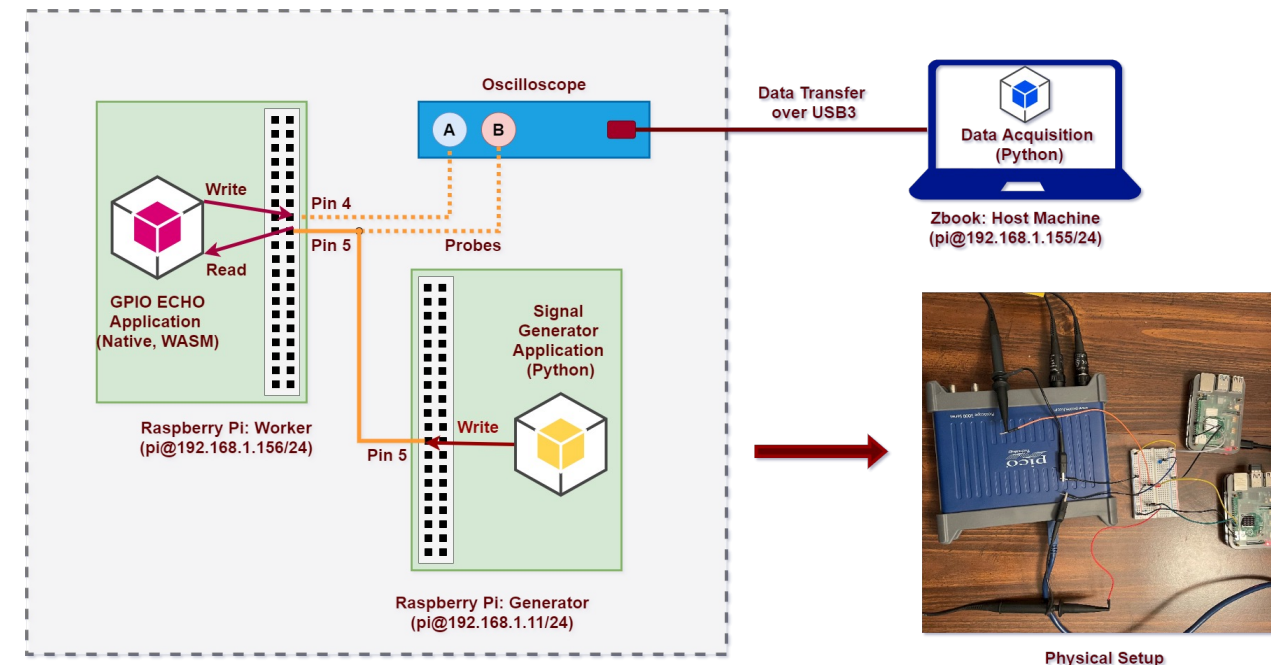 Oscilloscope
A
B
Data Transfer
over USB3
Data Acquisition
(Python)
Zbook: Host Machine
(pi@192.168.1.155/24)
Write
Pin 4
Pin 5
Probes
Read
GPIO ECHO
Application
(Native, WASM)
Raspberry Pi: Worker
(pi@192.168.1.156/24)
Signal
Generator
Application
(Python)
Write
Pin 5
Raspberry Pi: Generator
(pi@192.168.1.11/24)
pico
Physical Setup